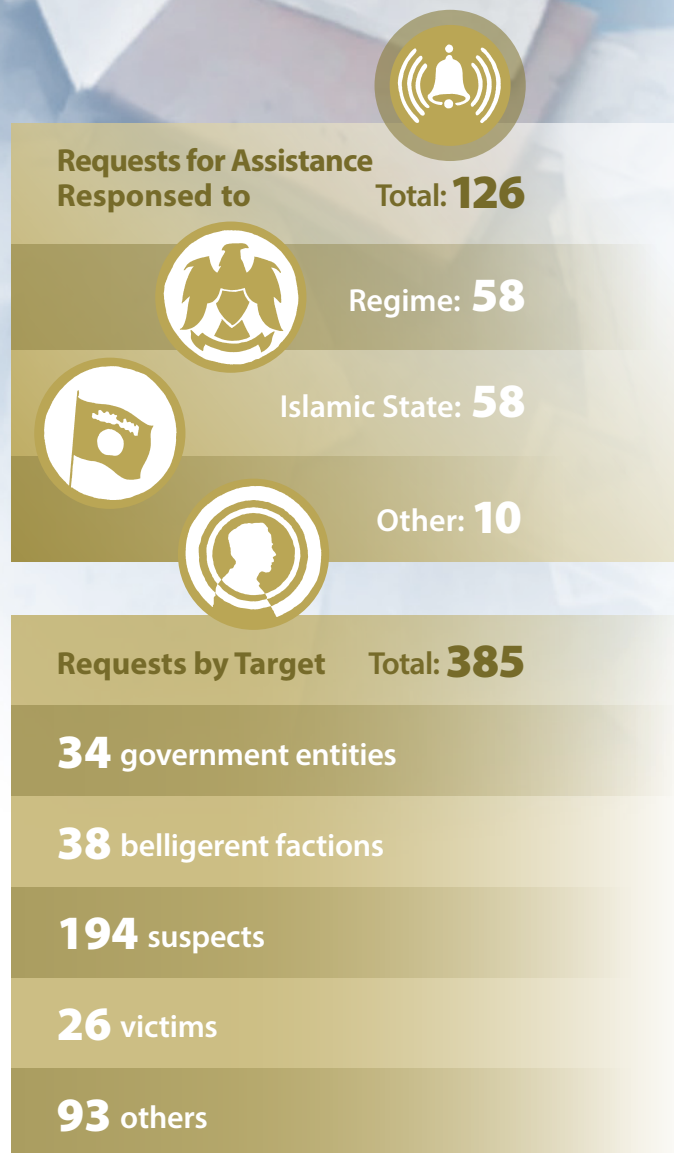 Requests for Assistance
Responsed to Total: 126
Regime: 58
Islamic State: 58
Other: 10
Requests by Target Total: 385
34 government entities
38 belligerent factions
194 suspects
26 victims
93 others